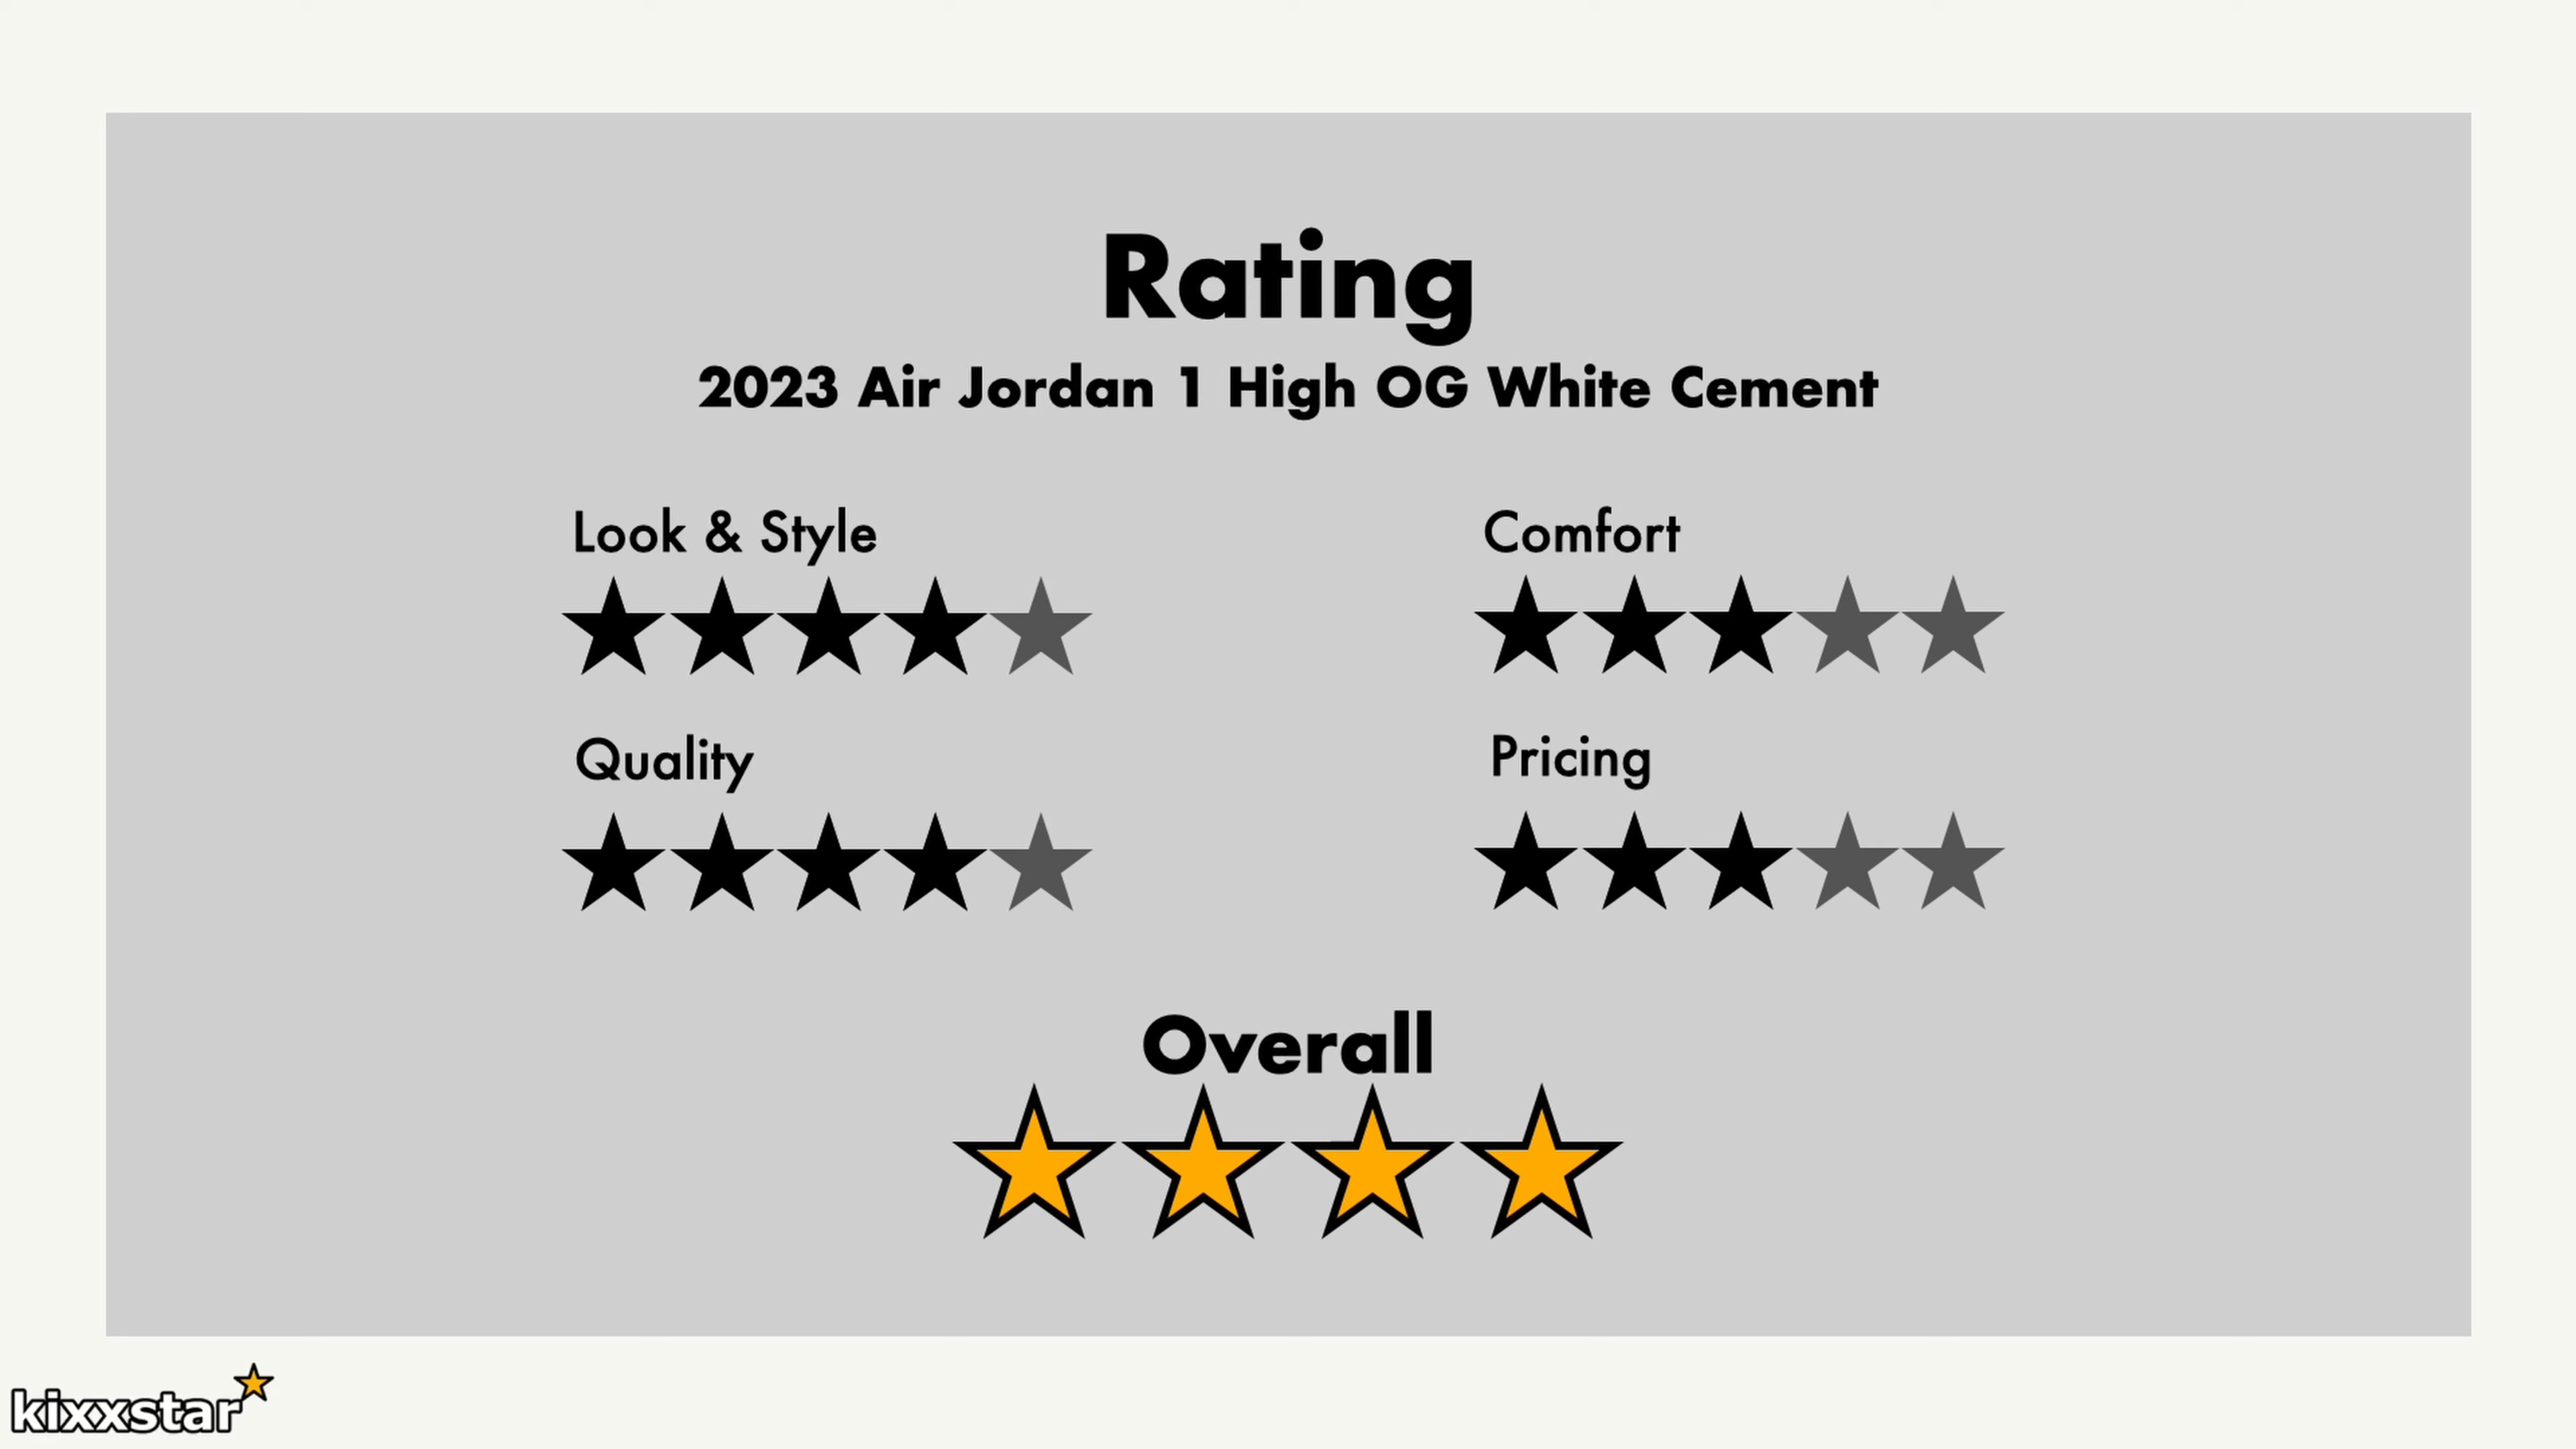 Rating
2023 Air Jordan 1 High OG White Cement
Look & Style
Comfort
Quality
Pricing
Overall
kixxstar